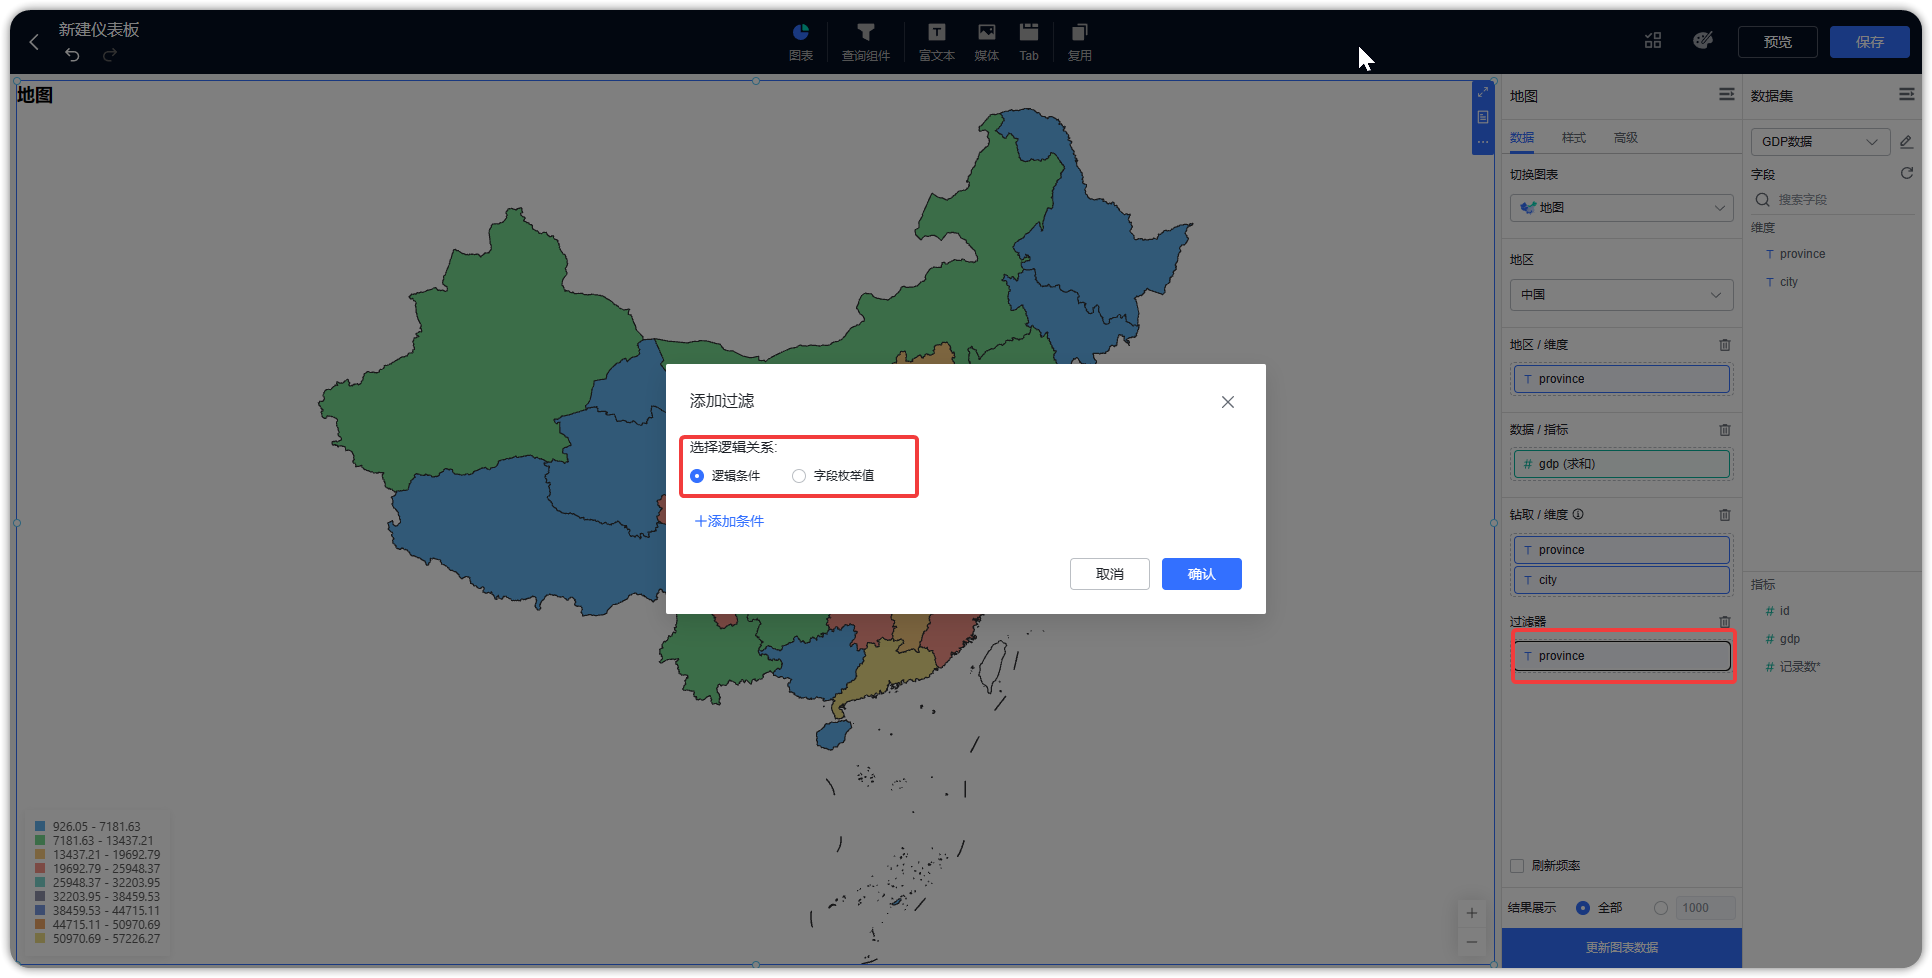 新建仪表板
图表
查询组件
富文本
媒体
Tab
复用
预览
保存
地图
添加过滤
选择逻辑关系:
逻辑条件
字段枚举值
添加条件
取消
确认
926.05 - 7181.63
7181.63 - 13437.21
13437.21 - 19692.79
19692.79 - 25948.37
25948.37 - 32203.95
32203.95 - 38459.53
38459.53 - 44715.11
44715.11 - 50970.69
50970.69 - 57226.27
地图
数据 样式 高级
切换图表
地图
地区
中国
地区 / 维度
T province
数据 / 指标
# gdp (求和)
钻取 / 维度
T province
T city
过滤器
T province
刷新频率
结果展示 全部 1000
更新图表数据
数据集
GDP数据
字段
搜索字段
维度
T province
T city
指标
# id
# gdp
# 记录数*